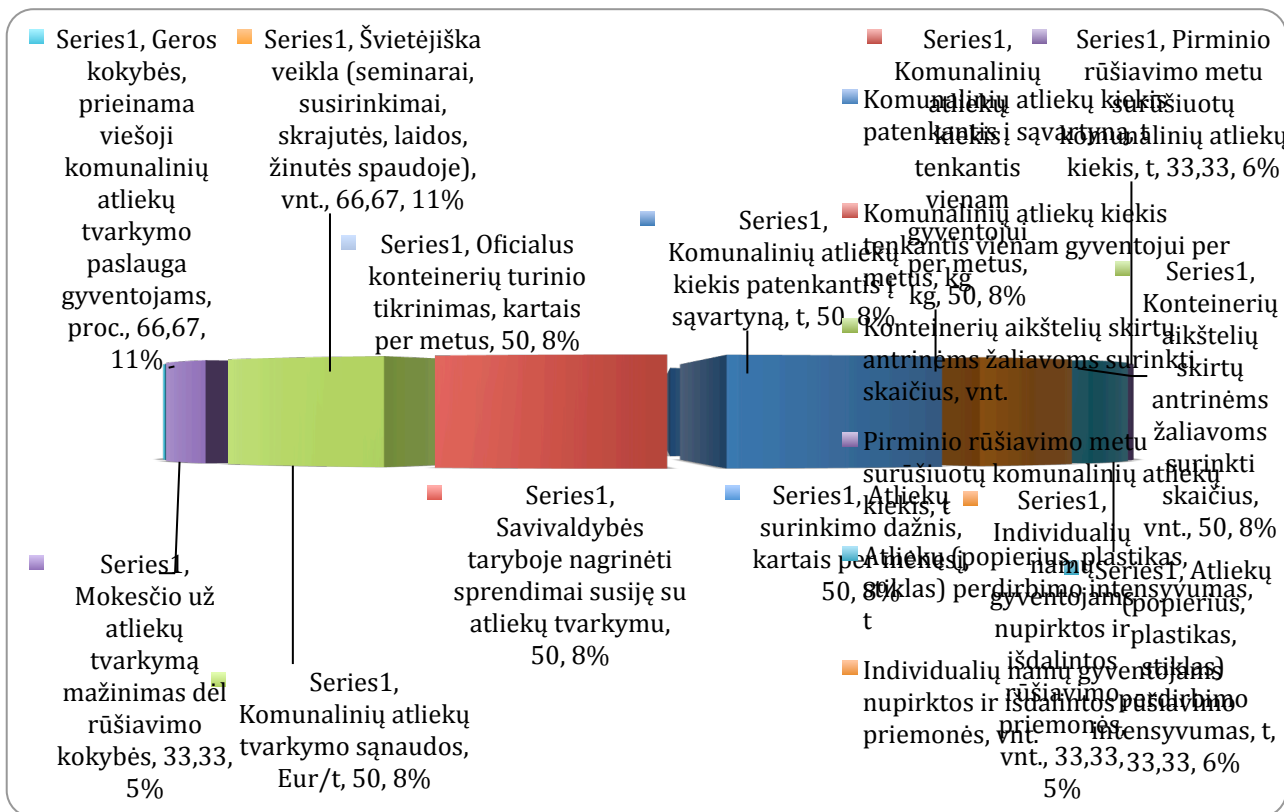 Series1, Geros
kokybės,
prieinama
viešoji
komunalinių
atliekų
tvarkymo
paslauga
gyventojams,
proc., 66,67,
11%
Series1, Švietėjiška
veikla (seminarai,
susirinkimai,
skrajutės, laidos,
žinutės spaudoje),
vnt., 66,67, 11%
Series1, Oficialus
konteinerių turinio
tikrinimas, kartais
per metus, 50, 8%
Series1,
Komunalinių atliekų
kiekis patenkantis į
sąvartyną, t, 50, 8%
Series1,
Komunalinių
atliekų
kiekis
tenkantis
vienam
gyventojui
per metus,
kg, 50, 8%
Series1, Pirminio
rūšiavimo metu
surūšiuotų
komunalinių atliekų
kiekis, t, 33,33, 6%
Series1,
Konteinerių
aikštelių
skirtų
antrinėms
žaliavoms
surinkti
skaičius,
vnt., 50, 8%
Komunalinių atliekų kiekis
patenkantis į sąvartyną, t
Komunalinių atliekų kiekis
tenkantis vienam gyventojui per
metus, kg
Konteinerių aikštelių skirtų
antrinėms žaliavoms surinkti
skaičius, vnt.
Pirminio rūšiavimo metu
surūšiuotų komunalinių atliekų
kiekis, t
Atliekų (popierius, plastikas,
stiklas) perdirbimo intensyvumas,
t
Individualių namų gyventojams
nupirktos ir išdalintos rūšiavimo
priemonės, vnt.
Series1,
Mokesčio už
atliekų
tvarkymą
mažinimas dėl
rūšiavimo
kokybės, 33,33,
5%
Series1,
Komunalinių atliekų
tvarkymo sąnaudos,
Eur/t, 50, 8%
Series1,
Savivaldybės
taryboje nagrinėti
sprendimai susiję su
atliekų tvarkymu,
50, 8%
Series1, Atliekų
surinkimo dažnis,
kartais per mėnesį,
50, 8%
Series1,
Individualių
namų
gyventojams
nupirktos ir
išdalintos
rūšiavimo
priemonės,
vnt., 33,33,
5%
Series1, Atliekų
(popierius,
plastikas,
stiklas)
perdirbimo
intensyvumas, t,
33,33, 6%